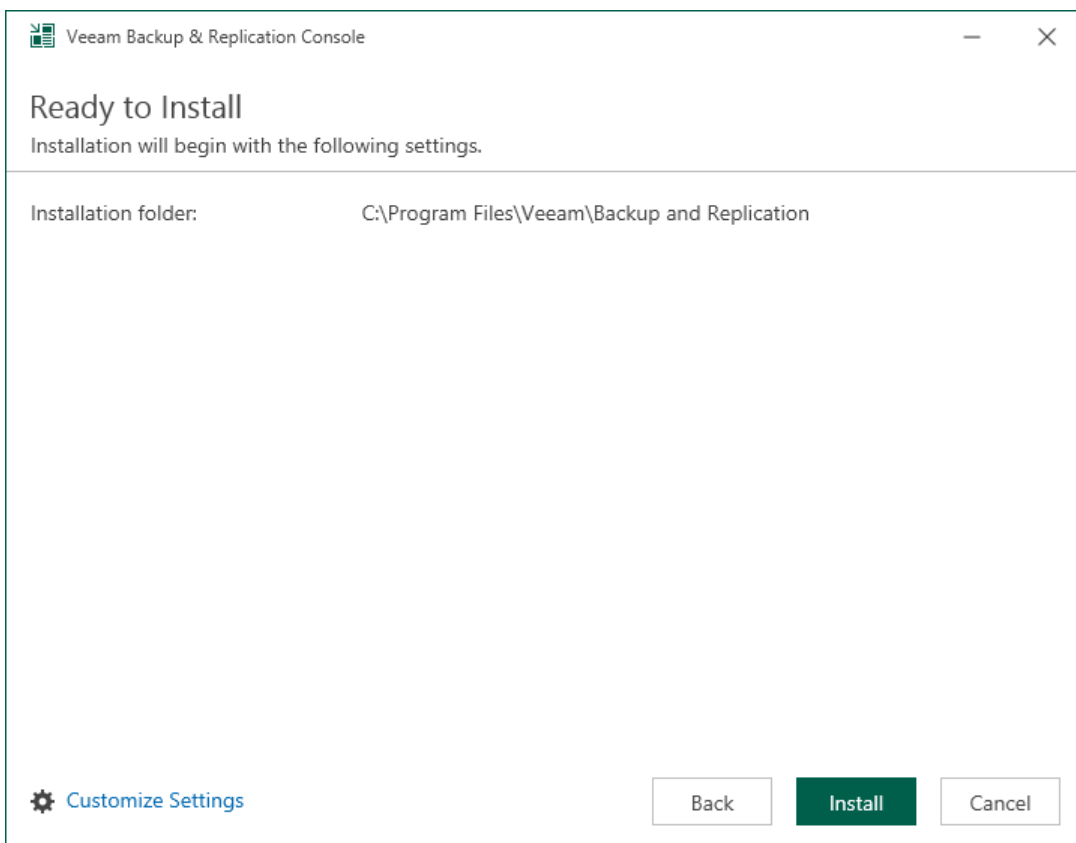 Veeam Backup & Replication Console
Ready to Install
Installation will begin with the following settings.
Installation folder: C:\Program Files\Veeam\Backup and Replication
Customize Settings Back Install Cancel